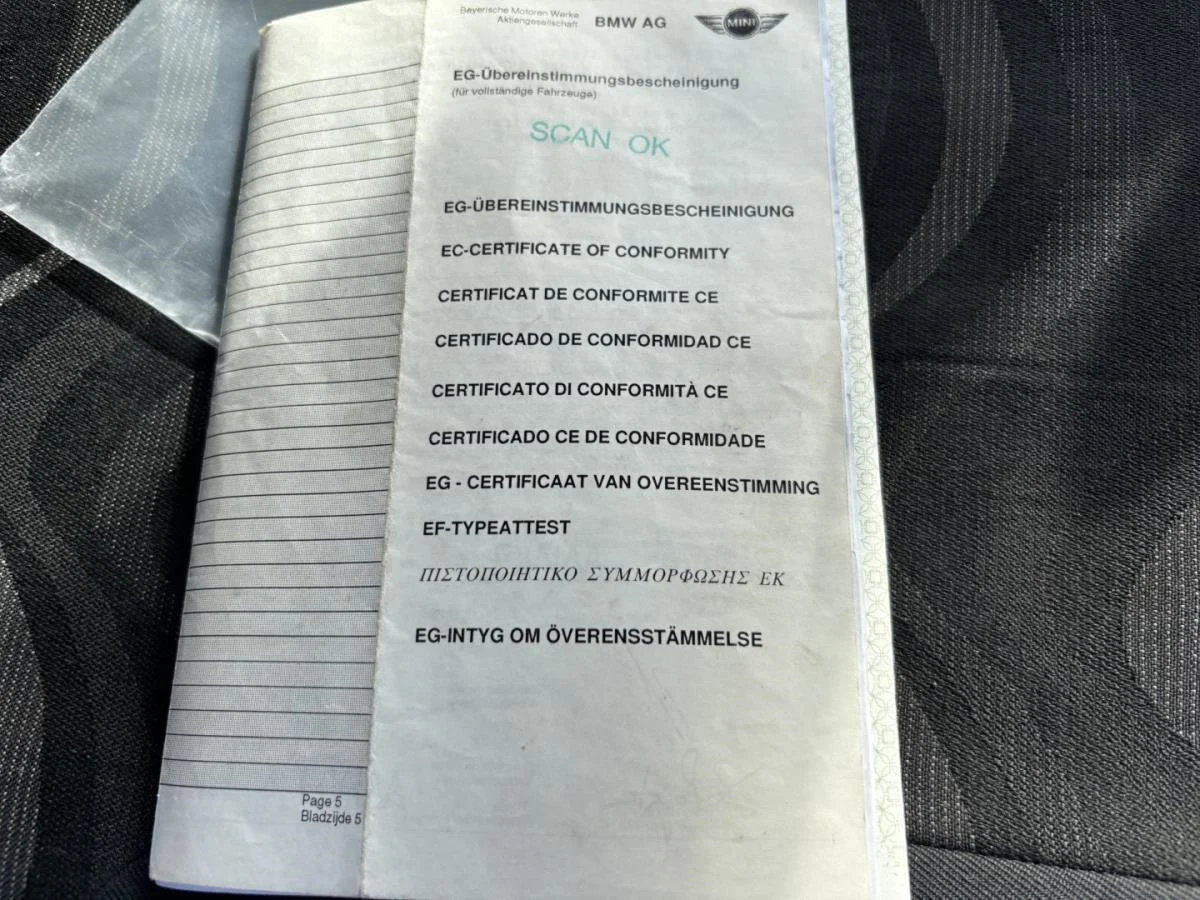 Bayerische Motoren Werke
Aktiengesellschaft
BMW AG
MINI
EG-Übereinstimmungsbescheinigung
(für vollständige Fahrzeuge)
SCAN OK
EG-ÜBEREINSTIMMUNGSBESCHEINIGUNG
EC-CERTIFICATE OF CONFORMITY
CERTIFICAT DE CONFORMITE CE
CERTIFICADO DE CONFORMIDAD CE
CERTIFICATO DI CONFORMITÀ CE
CERTIFICADO CE DE CONFORMIDADE
EG - CERTIFICAAT VAN OVEREENSTIMMING
EF-TYPEATTEST
ΠΙΣΤΟΠΟΙΗΤΙΚΟ ΣΥΜΜΟΡΦΩΣΗΣ ΕΚ
EG-INTYG OM ÖVERENSSTÄMMELSE
Page 5
Bladzijde 5